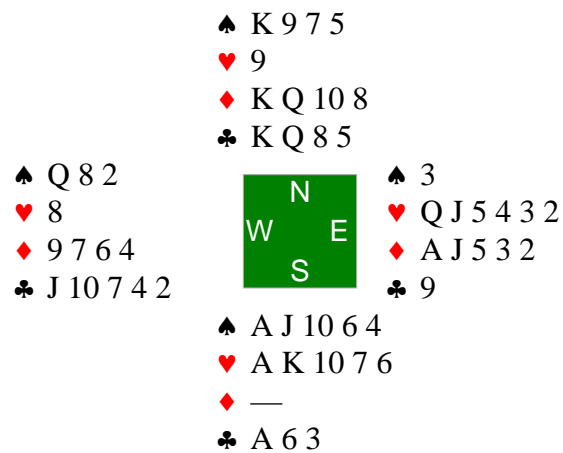 ♠ K 9 7 5
♥ 9
♦ K Q 10 8
♣ K Q 8 5
♠ Q 8 2
♥ 8
♦ 9 7 6 4
♣ J 10 7 4 2
N
W E
S
♠ 3
♥ Q J 5 4 3 2
♦ A J 5 3 2
♣ 9
♠ A J 10 6 4
♥ A K 10 7 6
♦ —
♣ A 6 3